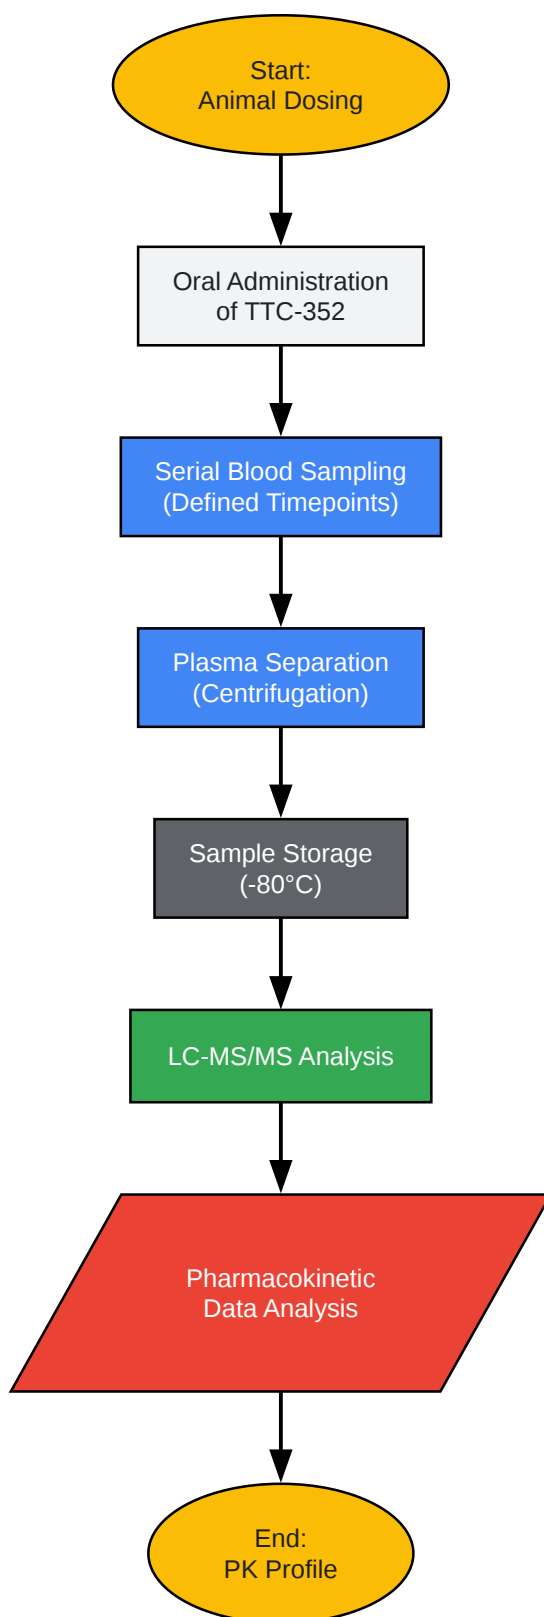 Start:
Animal Dosing
Oral Administration
of TTC-352
Serial Blood Sampling
(Defined Timepoints)
Plasma Separation
(Centrifugation)
Sample Storage
(-80°C)
LC-MS/MS Analysis
Pharmacokinetic
Data Analysis
End:
PK Profile